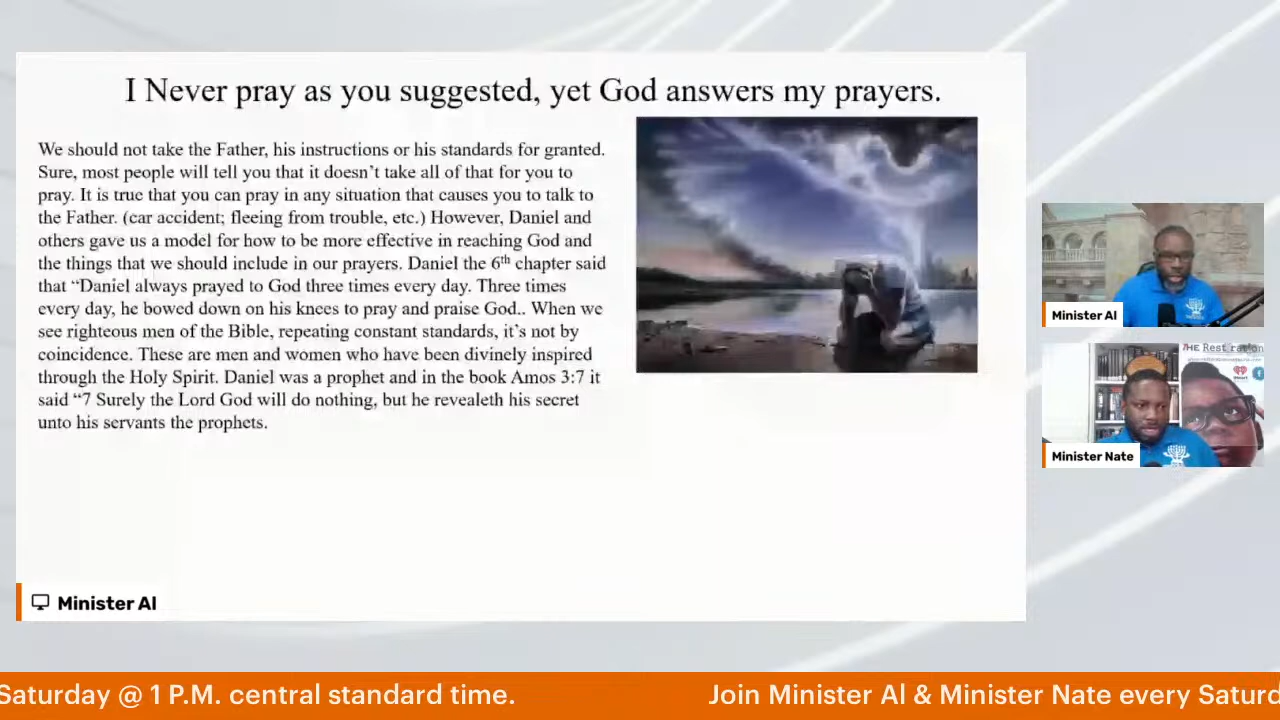 I Never pray as you suggested, yet God answers my prayers.
We should not take the Father, his instructions or his standards for granted.
Sure, most people will tell you that it doesn't take all of that for you to
pray. It is true that you can pray in any situation that causes you to talk to
the Father. (car accident; fleeing from trouble, etc.) However, Daniel and
others gave us a model for how to be more effective in reaching God and
the things that we should include in our prayers. Daniel the 6th chapter said
that “Daniel always prayed to God three times every day. Three times
every day, he bowed down on his knees to pray and praise God.. When we
see righteous men of the Bible, repeating constant standards, it's not by
coincidence. These are men and women who have been divinely inspired
through the Holy Spirit. Daniel was a prophet and in the book Amos 3:7 it
said “7 Surely the Lord God will do nothing, but he revealeth his secret
unto his servants the prophets.
Minister Al
THE Rest ration
iHeart
Minister Nate
Minister Al
Saturday @ 1 P.M. central standard time.
Join Minister Al & Minister Nate every Saturd